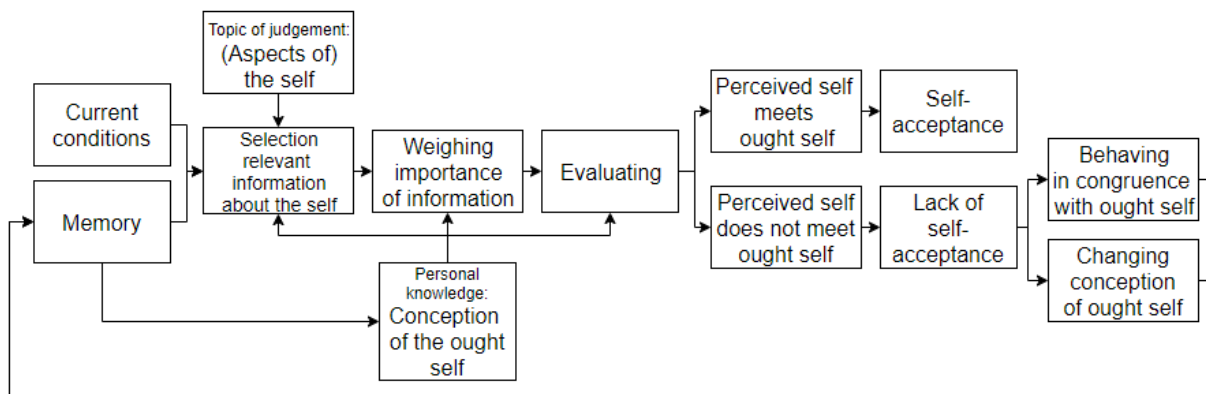 Topic of judgement:
(Aspects of)
the self
Current
conditions
Memory
Selection
relevant
information
about the self
Weighing
importance
of information
Evaluating
Personal
knowledge:
Conception
of the ought
self
Perceived self
meets
ought self
Self-
acceptance
Perceived self
does not meet
ought self
Lack of
self-
acceptance
Behaving
in congruence
with ought self
Changing
conception
of ought self